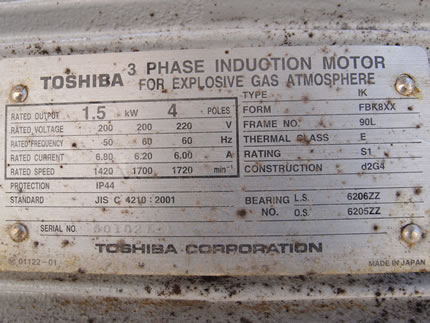 TOSHIBA 3 PHASE INDUCTION MOTOR
FOR EXPLOSIVE GAS ATMOSPHERE
RATED OUTPUT 1.5 kW 4 POLES
RATED VOLTAGE 200 200 220 V
RATED FREQUENCY 50 60 60 Hz
RATED CURRENT 6.80 6.20 6.00 A
RATED SPEED 1420 1700 1720 min⁻¹
PROTECTION IP44
STANDARD JIS C 4210 : 2001
SERIAL NO.
TYPE IK
FORM FBK8XX
FRAME NO. 90L
THERMAL CLASS E
RATING S1
CONSTRUCTION d2G4
BEARING L.S. 6206ZZ
NO. O.S 6205ZZ
TOSHIBA CORPORATION
01122-01
MADE IN JAPAN